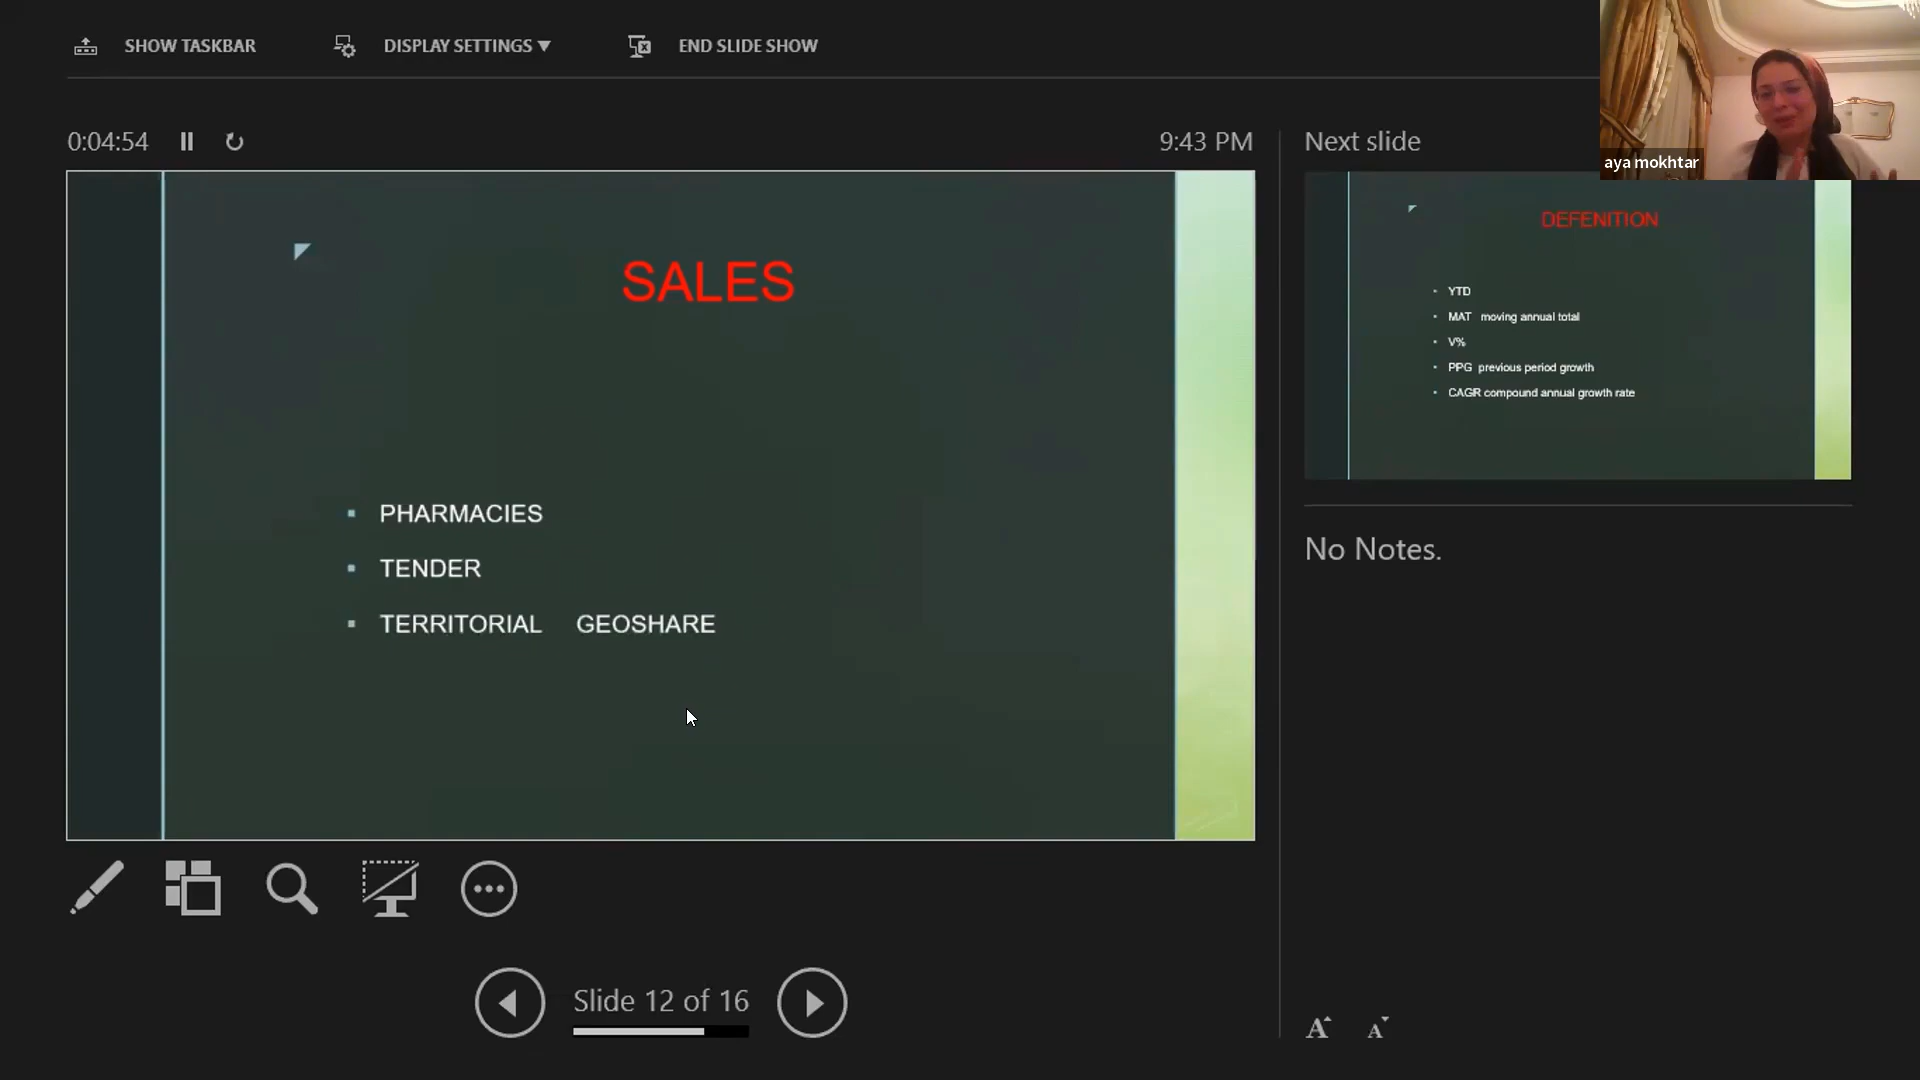 SHOW TASKBAR
DISPLAY SETTINGS ▼
END SLIDE SHOW
aya mokhtar
0:04:54
9:43 PM
Next slide
SALES
▪ PHARMACIES
▪ TENDER
▪ TERRITORIAL GEOSHARE
DEFENITION
• YTD
• MAT moving annual total
• V%
• PPG previous period growth
• CAGR compound annual growth rate
No Notes.
Slide 12 of 16
A A